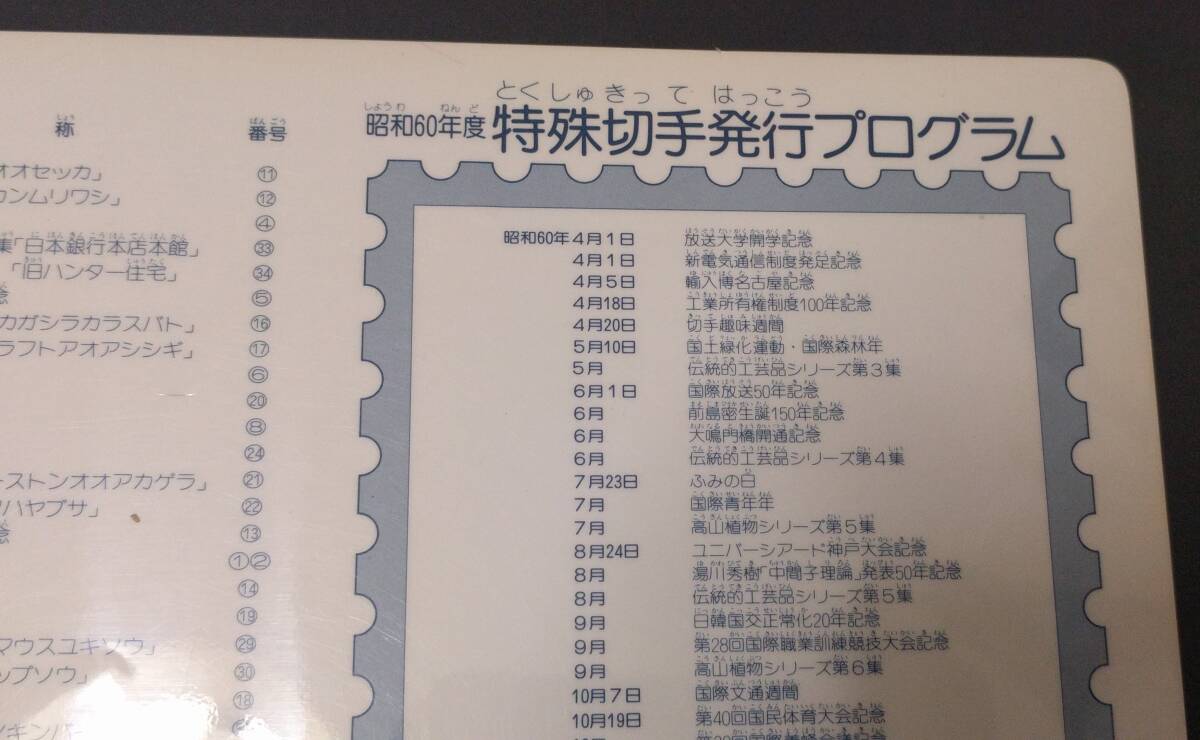 しょう
称
ばんごう
番号
オオセッカ」 ⑪
カンムリワシ」 ⑫
④
集「日本銀行本店本館」 ㉝
「旧ハンター住宅」 ㉞
念 ⑤
カガシラカラスバト」 ⑯
ラフトアオアシシギ」 ⑰
⑥
⑳
⑧
㉔
ーストンオオアカゲラ」 ㉑
ハヤブサ」 ㉒
念 ⑬
①②
⑭
⑲
マウスユキソウ」 ㉙
ップソウ」 ㉚
⑱
とくしゅきって はっこう
しょうわ ねんど
昭和60年度 特殊切手発行プログラム
昭和60年4月1日 放送大学開学記念
4月1日 新電気通信制度発足記念
4月5日 輸入博名古屋記念
4月18日 工業所有権制度100年記念
4月20日 切手趣味週間
5月10日 国土緑化運動・国際森林年
5月 伝統的工芸品シリーズ第3集
6月1日 国際放送50年記念
6月 前島密生誕150年記念
6月 大鳴門橋開通記念
6月 伝統的工芸品シリーズ第4集
7月23日 ふみの日
7月 国際青年年
7月 高山植物シリーズ第5集
8月24日 ユニバーシアード神戸大会記念
8月 湯川秀樹「中間子理論」発表50年記念
8月 伝統的工芸品シリーズ第5集
9月 日韓国交正常化20年記念
9月 第28回国際職業訓練競技大会記念
9月 高山植物シリーズ第6集
10月7日 国際文通週間
10月19日 第40回国民体育大会記念